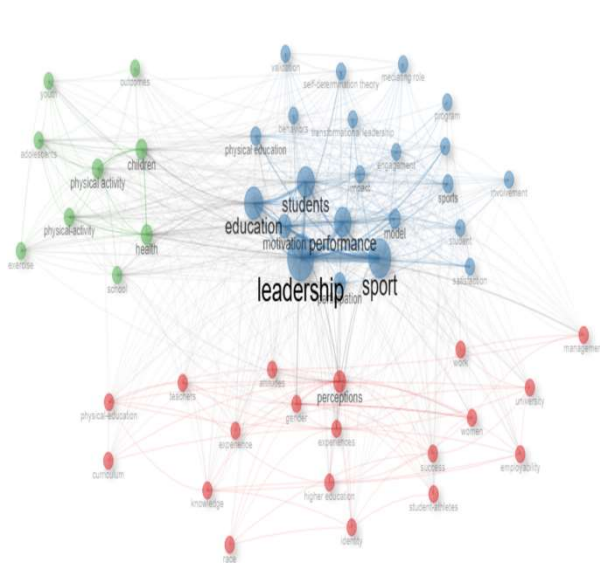 validation
self-determination theory
mediating role
youth
outcomes
program
behaviors
transformational leadership
adolescents
physical education
engagement
children
physical activity
impact
involvement
sports
students
physical-activity
education
model
student
motivation
performance
health
exercise
school
satisfaction
leadership
sport
participation
management
work
attitudes
teachers
perceptions
university
physical-education
gender
women
experience
experiences
success
employability
curriculum
knowledge
higher education
student-athletes
identity
race